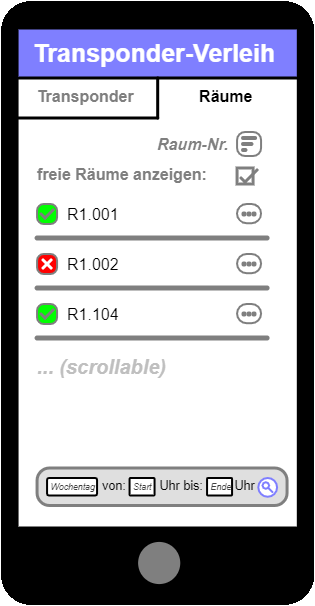 Transponder-Verleih
Transponder Räume
Raum-Nr.
freie Räume anzeigen:
R1.001
R1.002
R1.104
... (scrollable)
Wochentag von: Start Uhr bis: Ende Uhr